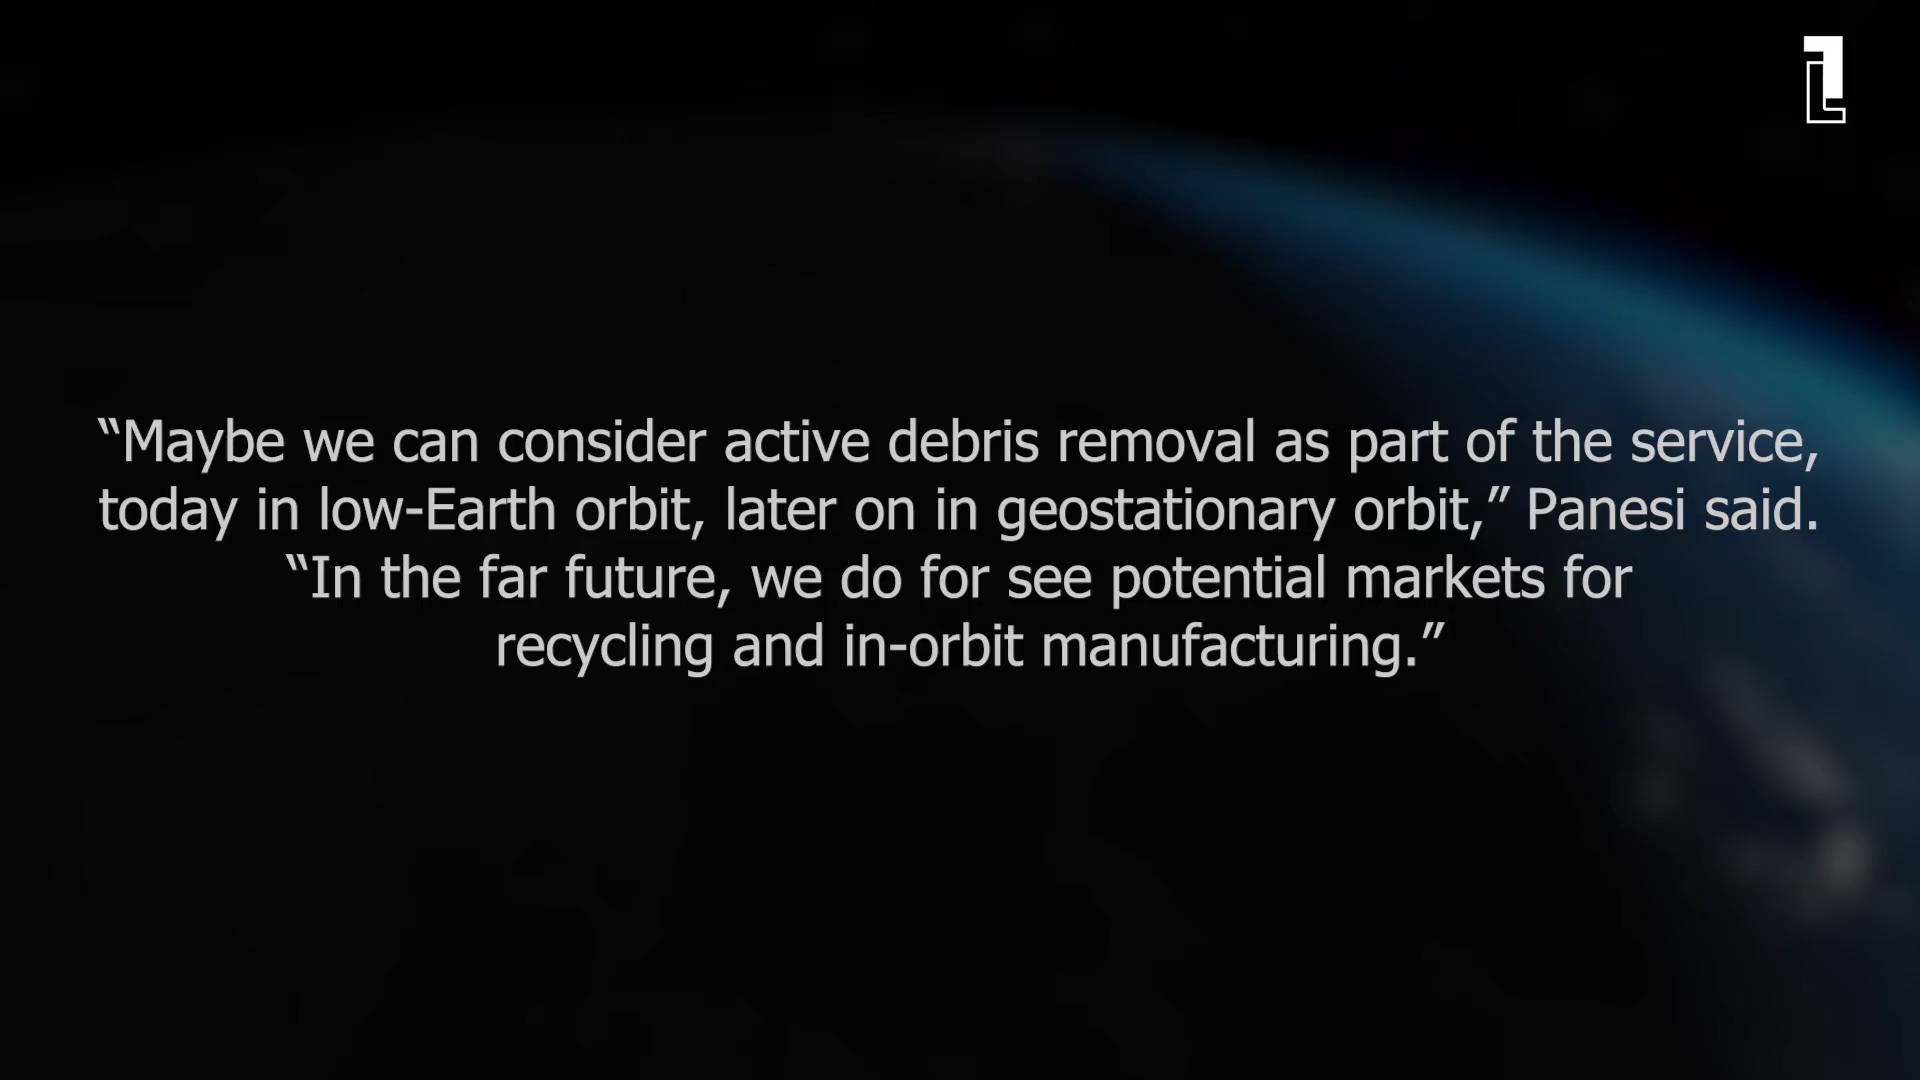 “Maybe we can consider active debris removal as part of the service,
today in low-Earth orbit, later on in geostationary orbit,” Panesi said.
“In the far future, we do for see potential markets for
recycling and in-orbit manufacturing.”